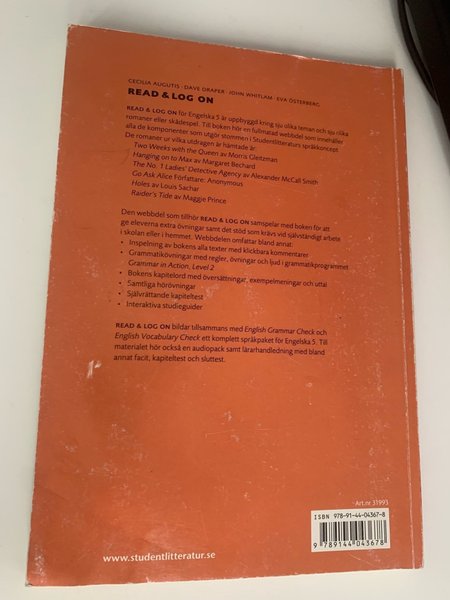 CECILIA AUGUTIS · DAVE DRAPER · JOHN WHITLAM · EVA ÖSTERBERG
READ & LOG ON
READ & LOG ON för Engelska 5 är uppbyggd kring sju olika teman och sju olika
romaner eller skådespel. Till boken hör en fullmatad webbdel som innehåller
alla de komponenter som utgör stommen i Studentlitteraturs språkkoncept.
De romaner ur vilka utdragen är hämtade är:
Two Weeks with the Queen av Morris Gleitzman
Hanging on to Max av Margaret Bechard
The No. 1 Ladies' Detective Agency av Alexander McCall Smith
Go Ask Alice Författare: Anonymous
Holes av Louis Sachar
Raider's Tide av Maggie Prince
Den webbdel som tillhör READ & LOG ON samspelar med boken för att
ge eleverna extra övningar samt det stöd som krävs vid självständigt arbete
i skolan eller i hemmet. Webbdelen omfattar bland annat:
• Inspelning av bokens alla texter med klickbara kommentarer
• Grammatikövningar med regler, övningar och ljud i grammatikprogrammet
Grammar in Action, Level 2
• Bokens kapitelord med översättningar, exempelmeningar och uttal
• Samtliga hörövningar
• Självrättande kapiteltest
• Interaktiva studieguider
READ & LOG ON bildar tillsammans med English Grammar Check och
English Vocabulary Check ett komplett språkpaket för Engelska 5. Till
materialet hör också en audiopack samt lärarhandledning med bland
annat facit, kapiteltest och sluttest.
Art.nr 31993
ISBN 978-91-44-04367-8
9 789144 043678
www.studentlitteratur.se